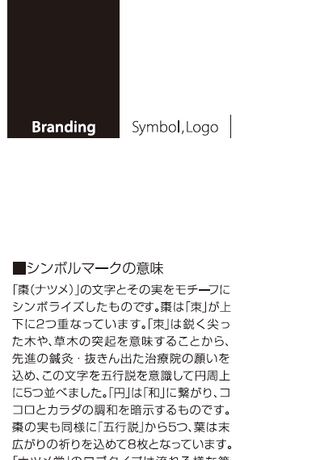 Branding
Symbol,Logo
■シンボルマークの意味
「棗(ナツメ)」の文字とその実をモチーフに
シンボライズしたものです。棗は「朿」が上
下に2つ重なっています。「朿」は鋭く尖っ
た木や、草木の突起を意味することから、
先進の鍼灸・抜きん出た治療院の願いを
込め、この文字を五行説を意識して円周上
に5つ並べました。「円」は「和」に繋がり、コ
コロとカラダの調和を暗示するものです。
棗の実も同様に「五行説」から5つ、葉は末
広がりの祈りを込めて8枚となっています。